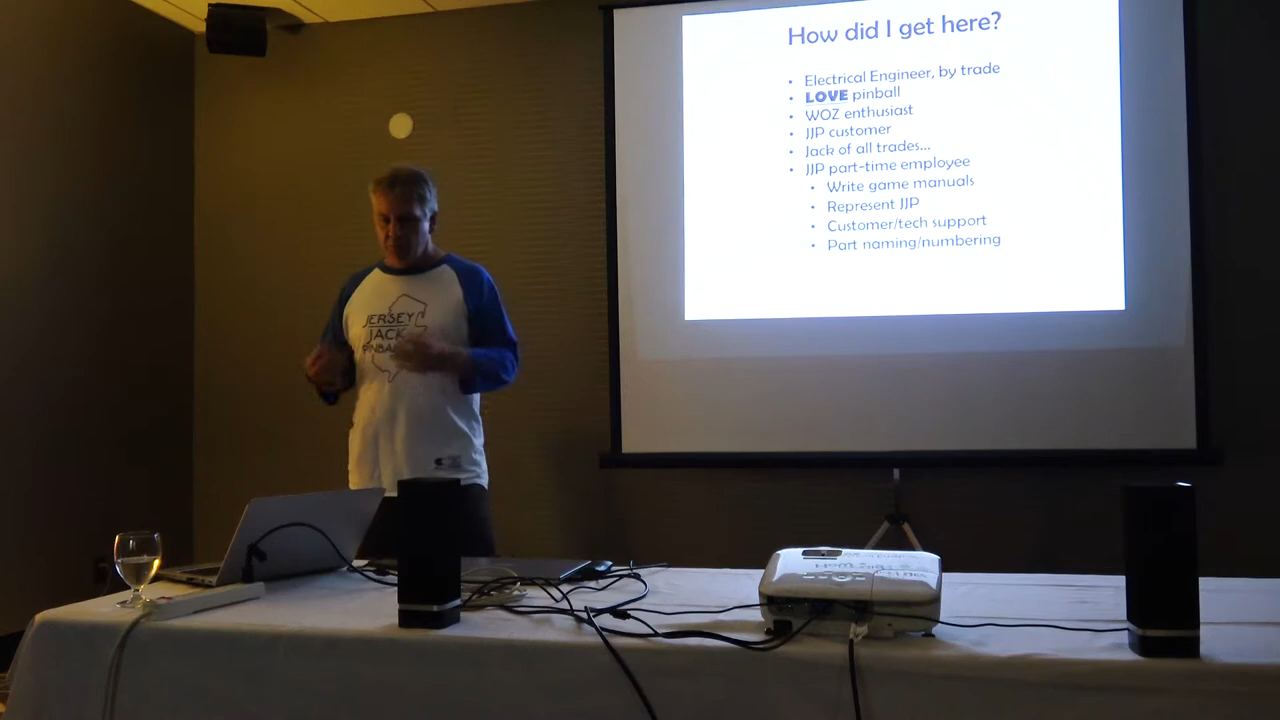 How did I get here?
• Electrical Engineer, by trade
• LOVE pinball
• WOZ enthusiast
• JJP customer
• Jack of all trades...
• JJP part-time employee
• Write game manuals
• Represent JJP
• Customer/tech support
• Part naming/numbering
JERSEY
JACK